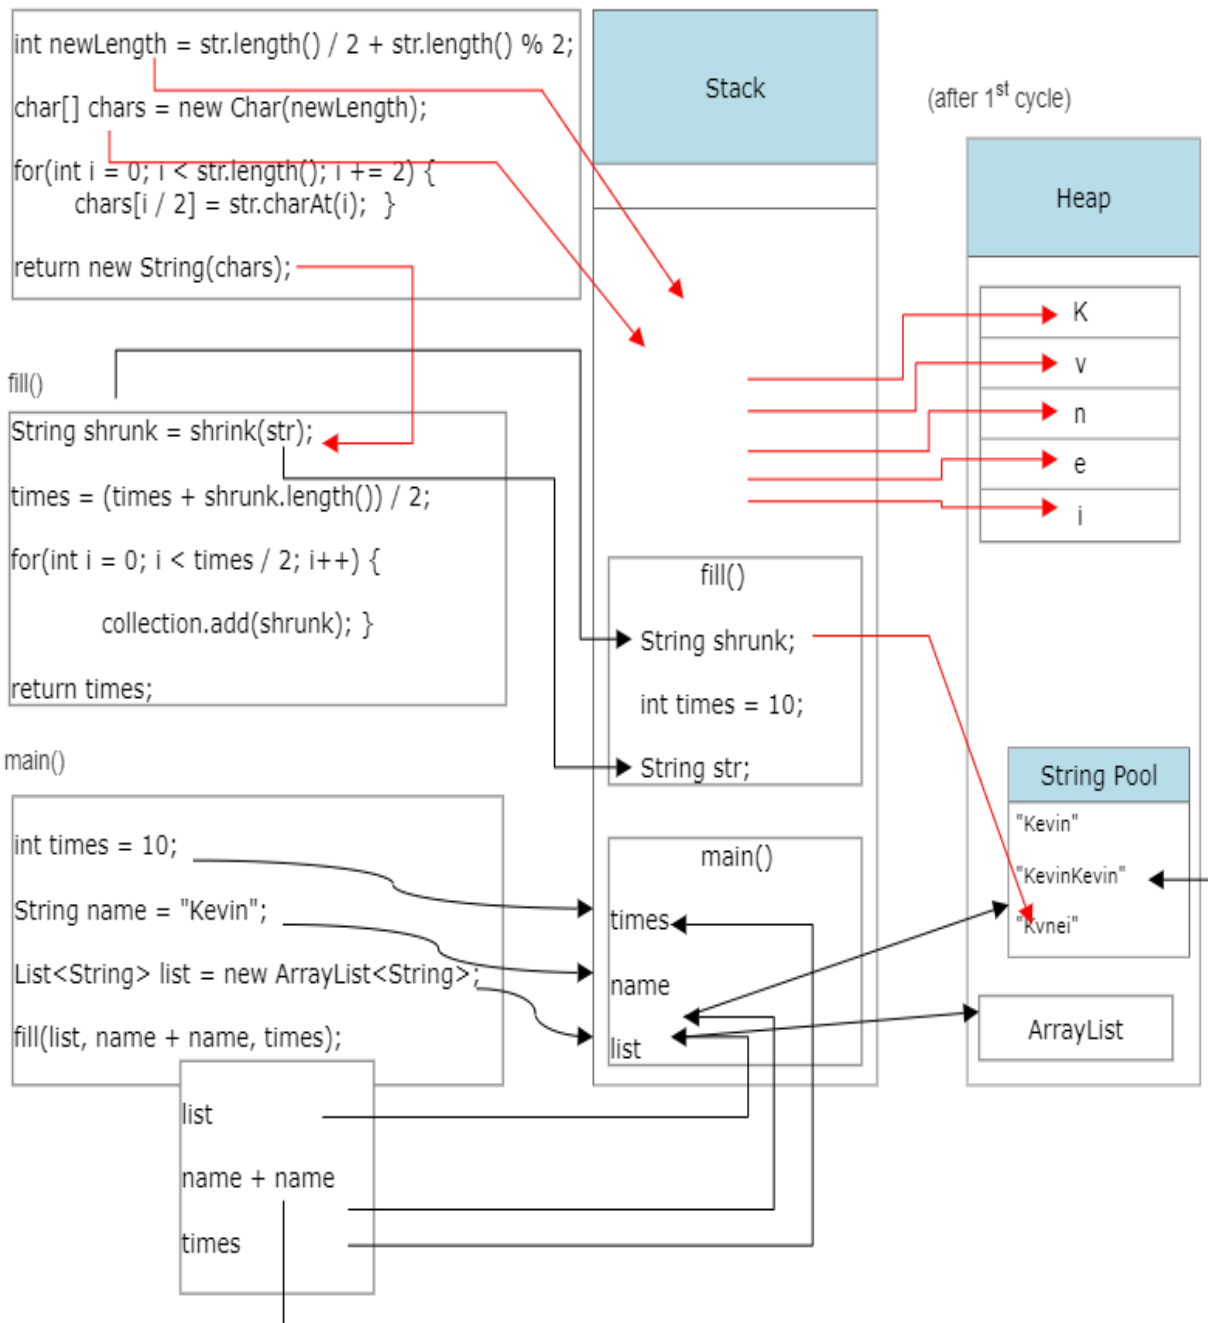 int newLength = str.length() / 2 + str.length() % 2;
char[] chars = new Char(newLength);
for(int i = 0; i < str.length(); i += 2) {
chars[i / 2] = str.charAt(i); }
return new String(chars);
fill()
String shrunk = shrink(str);
times = (times + shrunk.length()) / 2;
for(int i = 0; i < times / 2; i++) {
collection.add(shrunk); }
return times;
main()
int times = 10;
String name = "Kevin";
List<String> list = new ArrayList<String>;
fill(list, name + name, times);
list
name + name
times
Stack
fill()
String shrunk;
int times = 10;
String str;
main()
times
name
list
(after 1st cycle)
Heap
K
v
n
e
i
String Pool
"Kevin"
"KevinKevin"
"Kvnei"
ArrayList